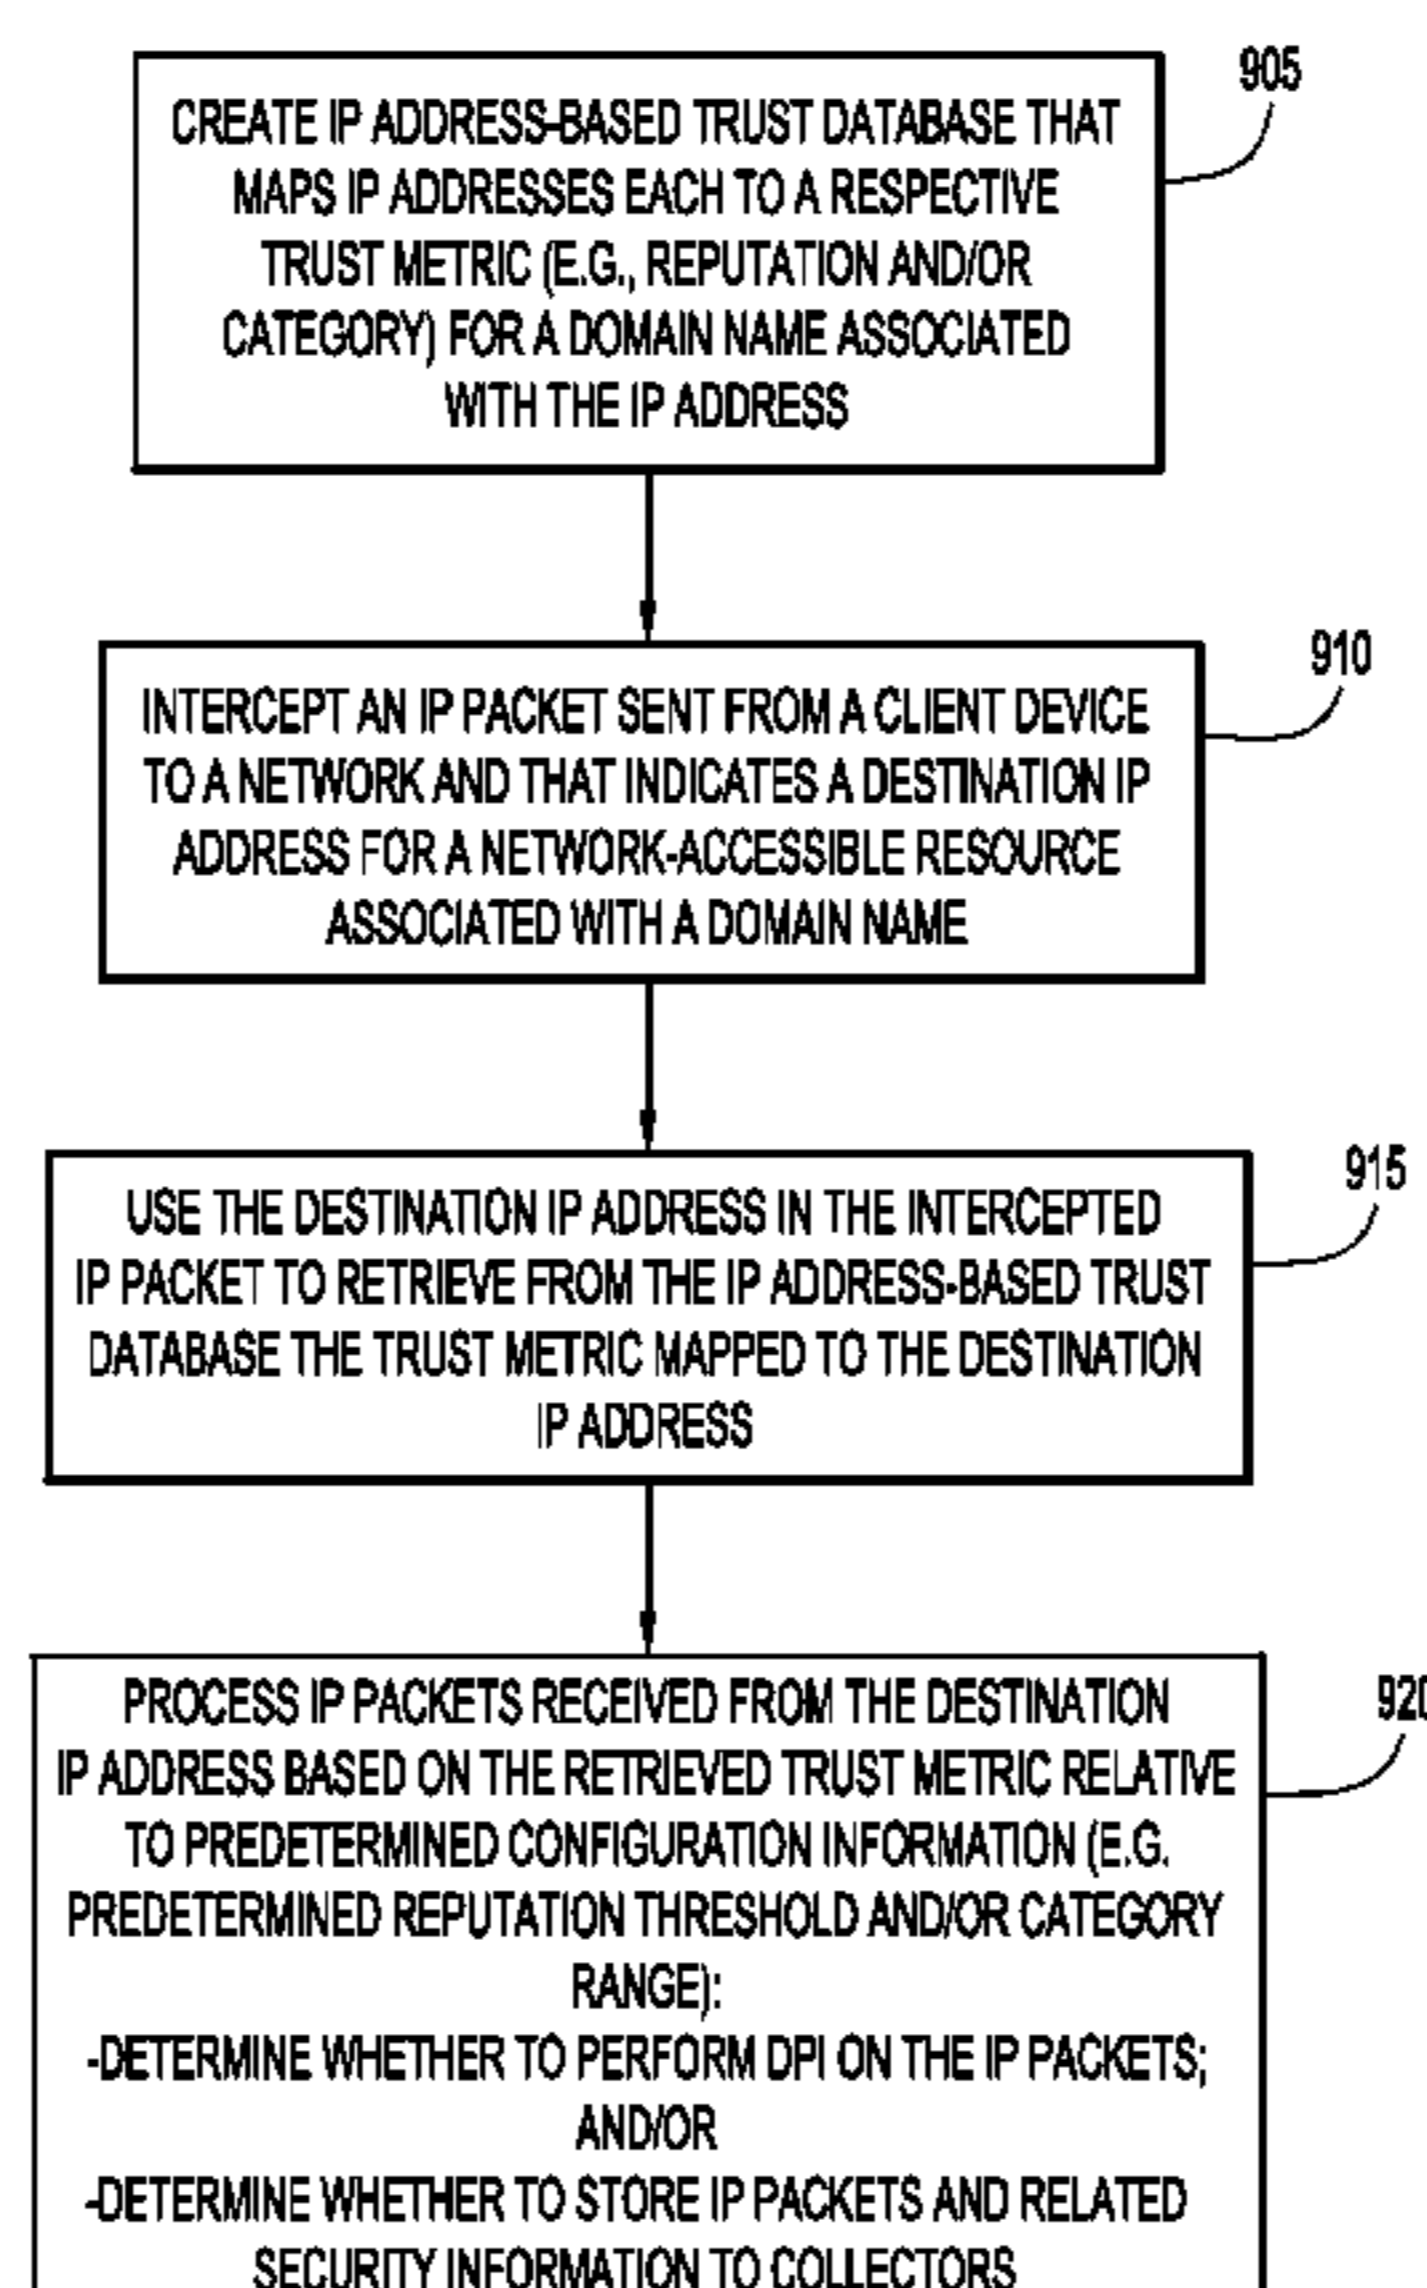 905
CREATE IP ADDRESS-BASED TRUST DATABASE THAT
MAPS IP ADDRESSES EACH TO A RESPECTIVE
TRUST METRIC (E.G., REPUTATION AND/OR
CATEGORY) FOR A DOMAIN NAME ASSOCIATED
WITH THE IP ADDRESS
910
INTERCEPT AN IP PACKET SENT FROM A CLIENT DEVICE
TO A NETWORK AND THAT INDICATES A DESTINATION IP
ADDRESS FOR A NETWORK-ACCESSIBLE RESOURCE
ASSOCIATED WITH A DOMAIN NAME
915
USE THE DESTINATION IP ADDRESS IN THE INTERCEPTED
IP PACKET TO RETRIEVE FROM THE IP ADDRESS-BASED TRUST
DATABASE THE TRUST METRIC MAPPED TO THE DESTINATION
IP ADDRESS
920
PROCESS IP PACKETS RECEIVED FROM THE DESTINATION
IP ADDRESS BASED ON THE RETRIEVED TRUST METRIC RELATIVE
TO PREDETERMINED CONFIGURATION INFORMATION (E.G.
PREDETERMINED REPUTATION THRESHOLD AND/OR CATEGORY
RANGE):
-DETERMINE WHETHER TO PERFORM DPI ON THE IP PACKETS;
AND/OR
-DETERMINE WHETHER TO STORE IP PACKETS AND RELATED
SECURITY INFORMATION TO COLLECTORS